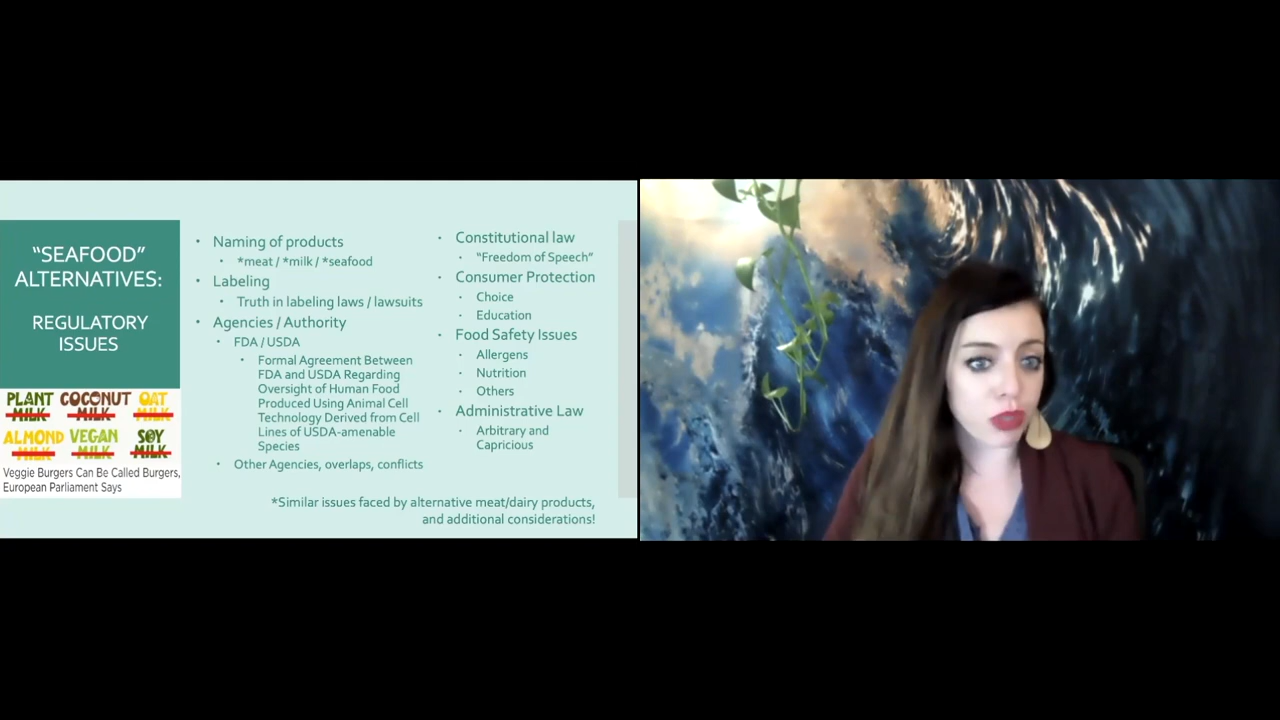 “SEAFOOD”
ALTERNATIVES:
REGULATORY
ISSUES
PLANT MILK COCONUT MILK OAT MILK
ALMOND MILK VEGAN MILK SOY MILK
Veggie Burgers Can Be Called Burgers,
European Parliament Says
• Naming of products
• *meat / *milk / *seafood
• Labeling
• Truth in labeling laws / lawsuits
• Agencies / Authority
• FDA / USDA
• Formal Agreement Between
FDA and USDA Regarding
Oversight of Human Food
Produced Using Animal Cell
Technology Derived from Cell
Lines of USDA-amenable
Species
• Other Agencies, overlaps, conflicts
• Constitutional law
• “Freedom of Speech”
• Consumer Protection
• Choice
• Education
• Food Safety Issues
• Allergens
• Nutrition
• Others
• Administrative Law
• Arbitrary and
Capricious
*Similar issues faced by alternative meat/dairy products,
and additional considerations!